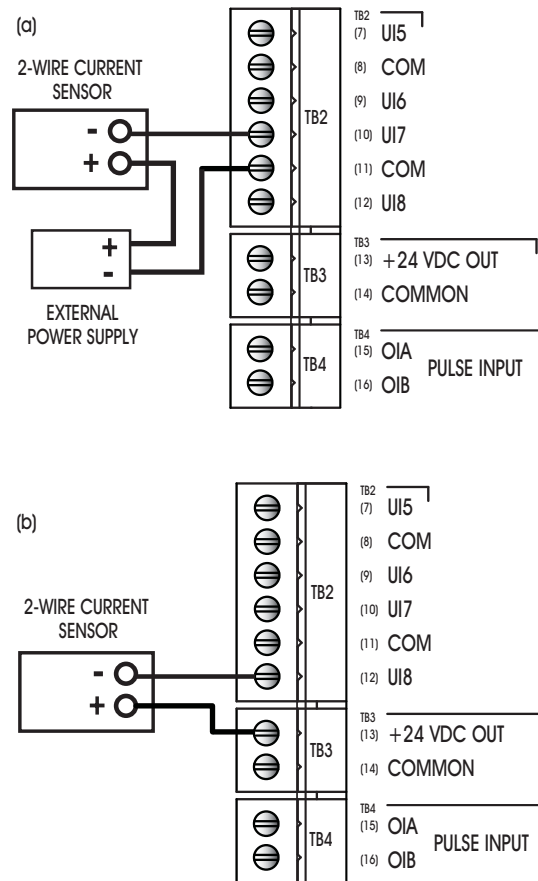 (a)
2-WIRE CURRENT
SENSOR
-
+
+
-
EXTERNAL
POWER SUPPLY
TB2
TB3
TB4
TB2
(7) UI5
(8) COM
(9) UI6
(10) UI7
(11) COM
(12) UI8
TB3
(13) +24 VDC OUT
(14) COMMON
TB4
(15) OIA
PULSE INPUT
(16) OIB
(b)
2-WIRE CURRENT
SENSOR
-
+
TB2
TB3
TB4
TB2
(7) UI5
(8) COM
(9) UI6
(10) UI7
(11) COM
(12) UI8
TB3
(13) +24 VDC OUT
(14) COMMON
TB4
(15) OIA
PULSE INPUT
(16) OIB